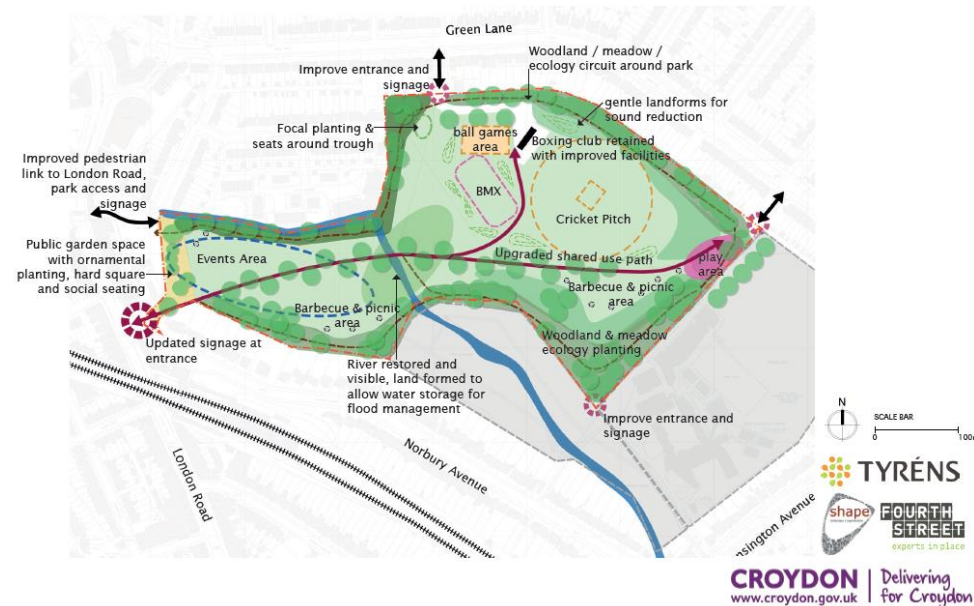 Green Lane
Improve entrance and
signage
Woodland / meadow /
ecology circuit around park
gentle landforms for
sound reduction
Focal planting &
seats around trough
ball games
area
Boxing club retained
with improved facilities
Improved pedestrian
link to London Road,
park access and
signage
BMX
Cricket Pitch
Public garden space
with ornamental
planting, hard square
and social seating
Events Area
Upgraded shared use path
play
area
Barbecue & picnic
area
Barbecue & picnic
area
Updated signage at
entrance
Woodland & meadow
ecology planting
River restored and
visible, land formed to
allow water storage for
flood management
Improve entrance and
signage
N
SCALE BAR
0
Norbury Avenue
London Road
nsington Avenue
TYRÉNS
shape
FOURTH
STREET
experts in place
CROYDON
www.croydon.gov.uk
Delivering
for Croydon